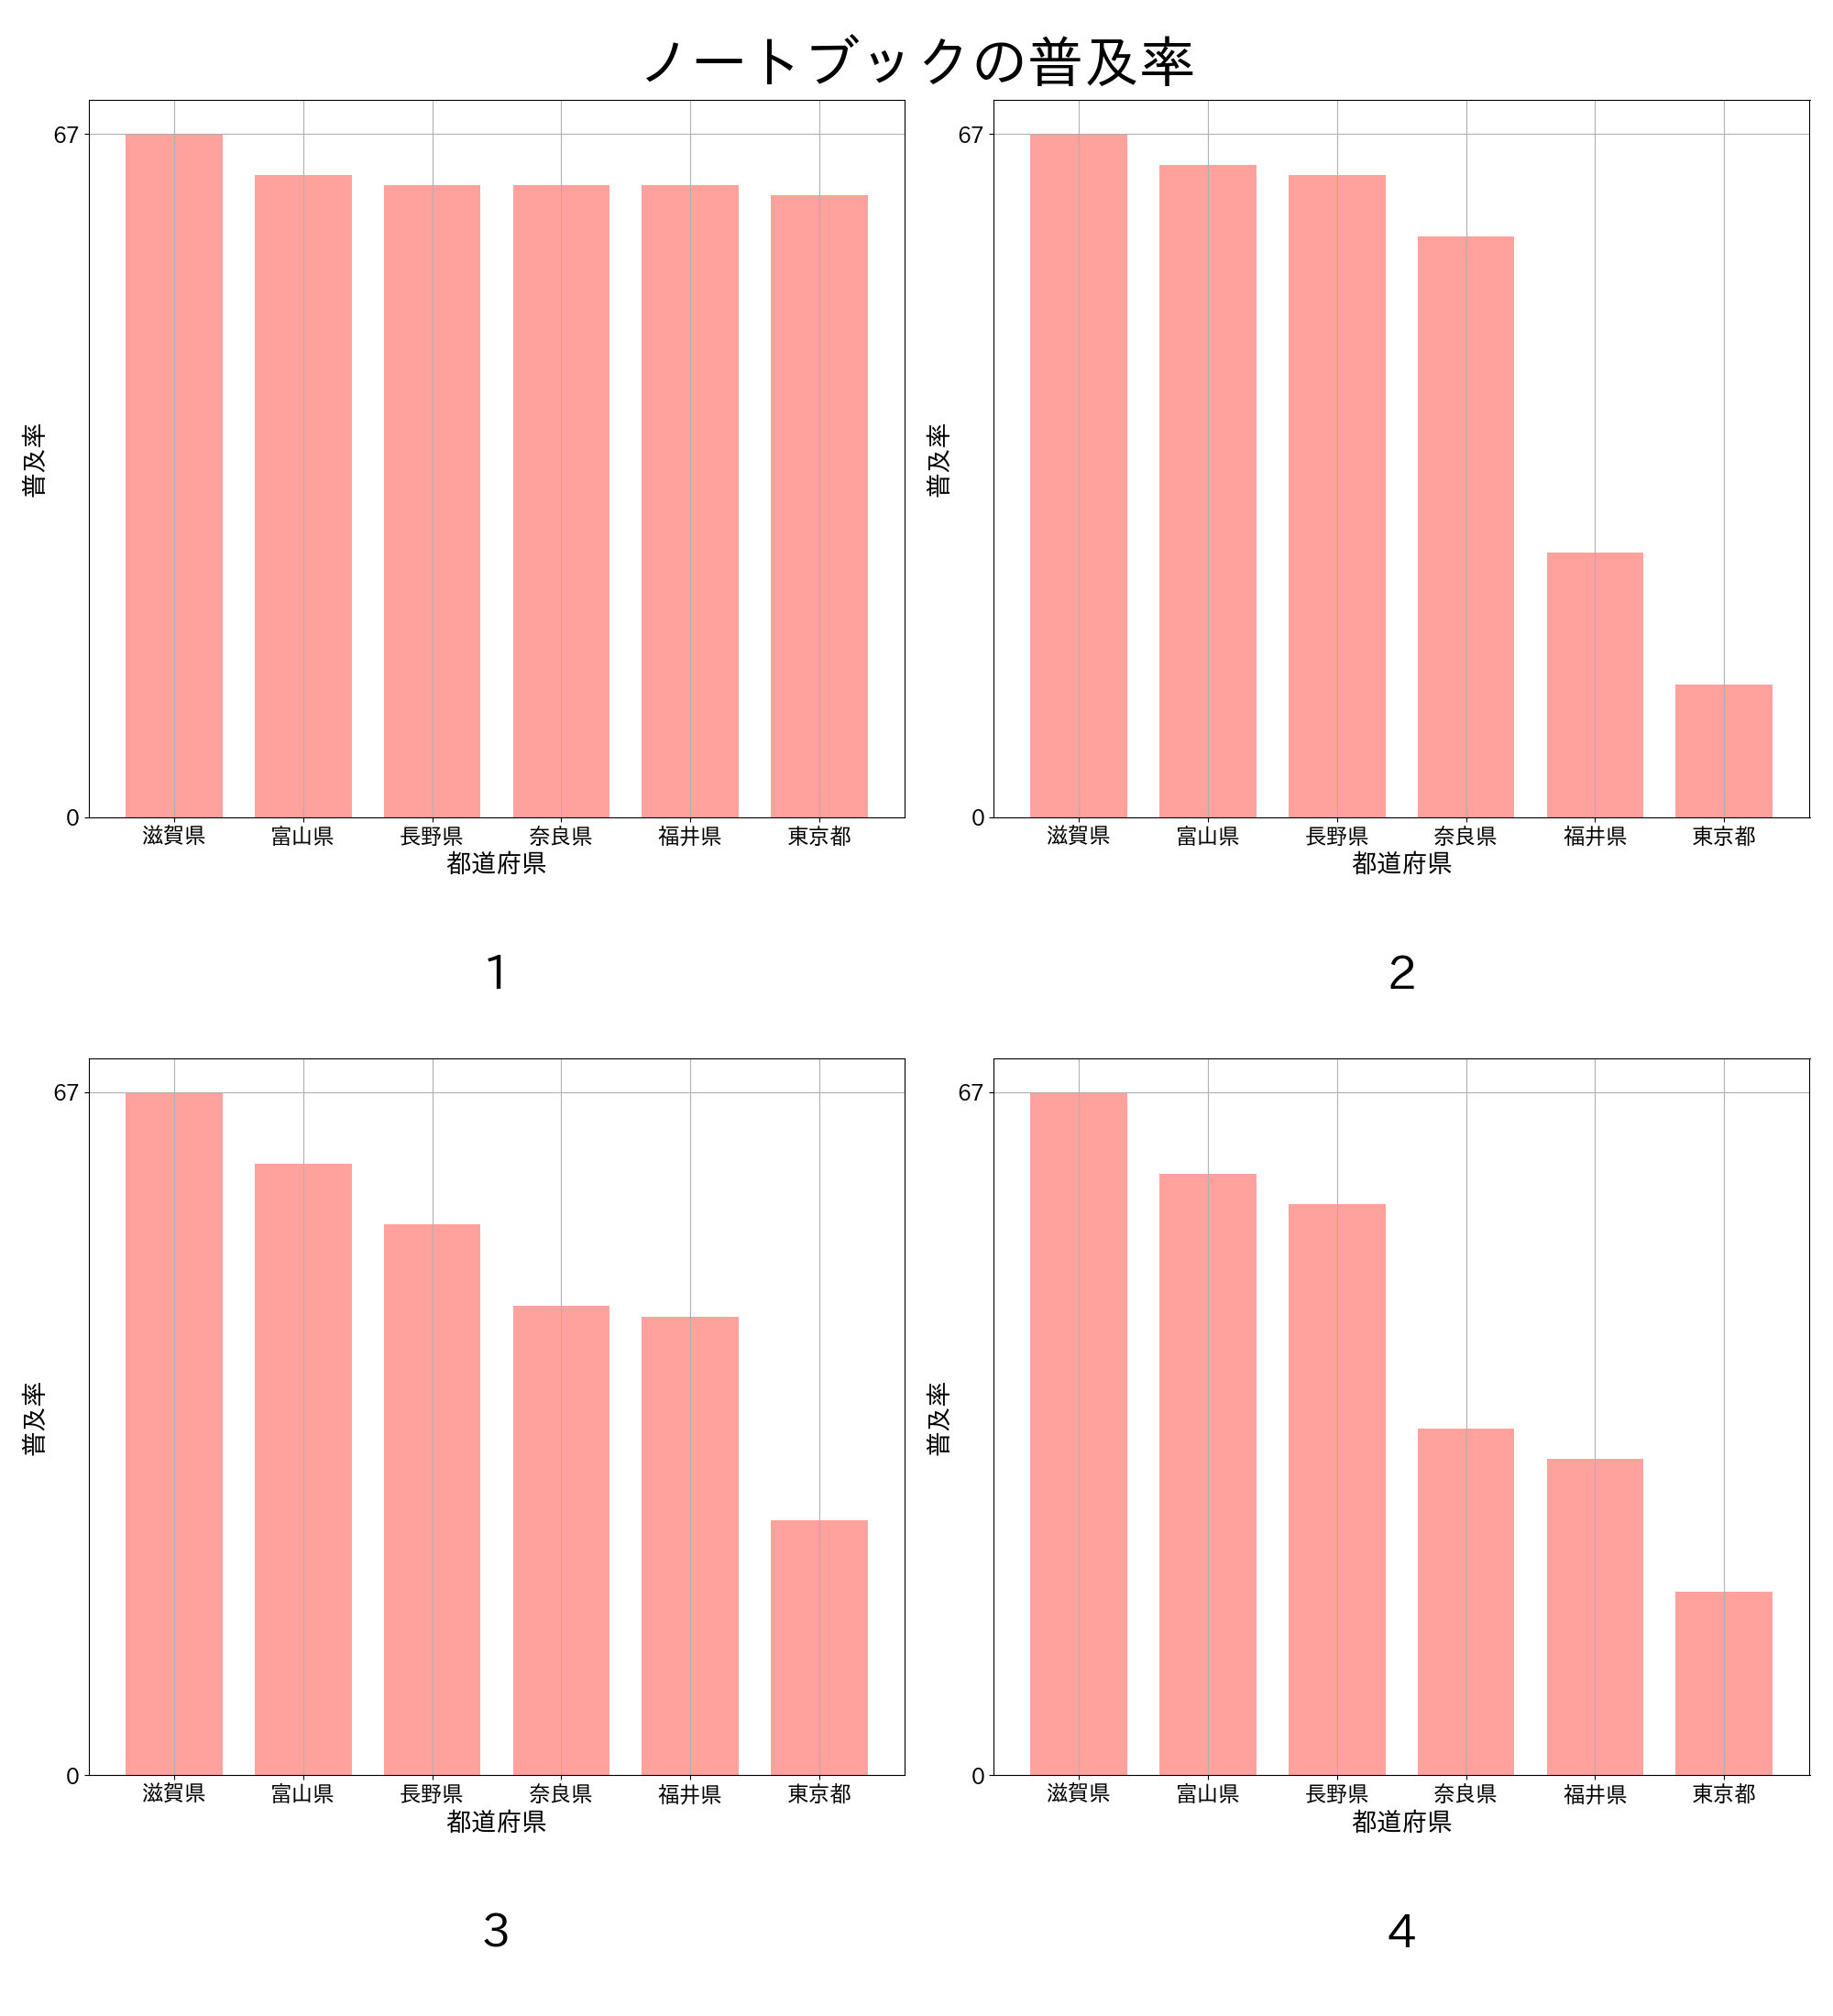 ノートブックの普及率
67
0
普及率
滋賀県 富山県 長野県 奈良県 福井県 東京都
都道府県
1
67
0
普及率
滋賀県 富山県 長野県 奈良県 福井県 東京都
都道府県
2
67
0
普及率
滋賀県 富山県 長野県 奈良県 福井県 東京都
都道府県
3
67
0
普及率
滋賀県 富山県 長野県 奈良県 福井県 東京都
都道府県
4